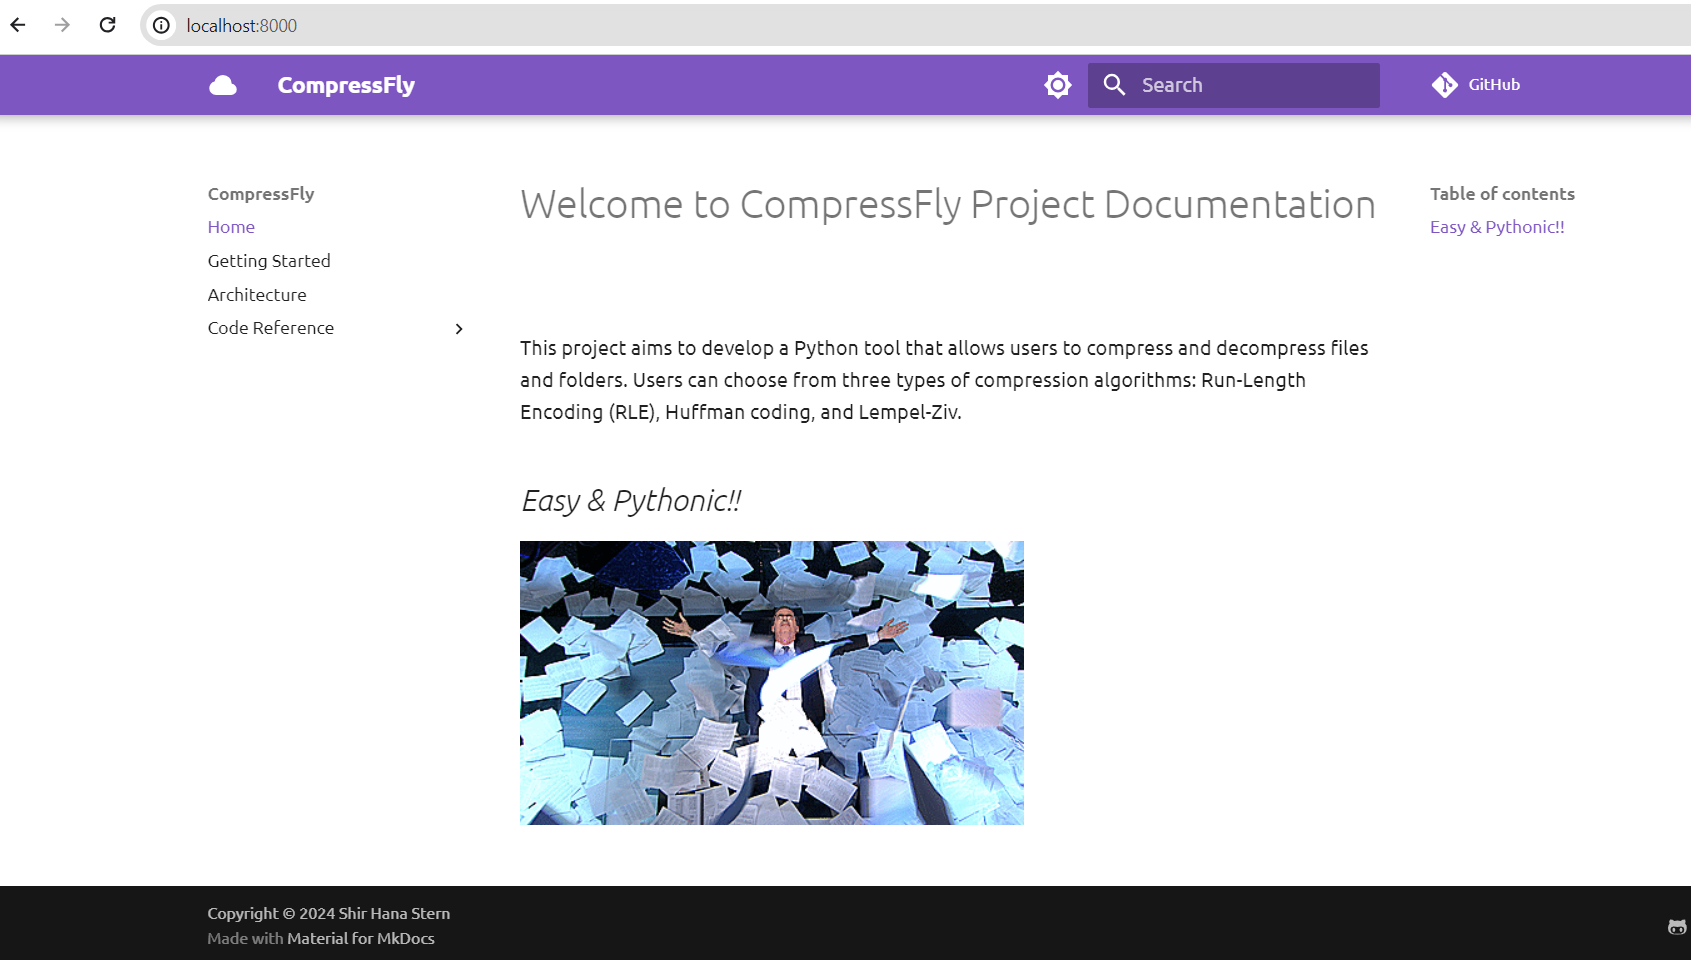 localhost:8000
CompressFly
Search
GitHub
CompressFly
Home
Getting Started
Architecture
Code Reference
Welcome to CompressFly Project Documentation
This project aims to develop a Python tool that allows users to compress and decompress files
and folders. Users can choose from three types of compression algorithms: Run-Length
Encoding (RLE), Huffman coding, and Lempel-Ziv.
Easy & Pythonic!!
Table of contents
Easy & Pythonic!!
Copyright © 2024 Shir Hana Stern
Made with Material for MkDocs